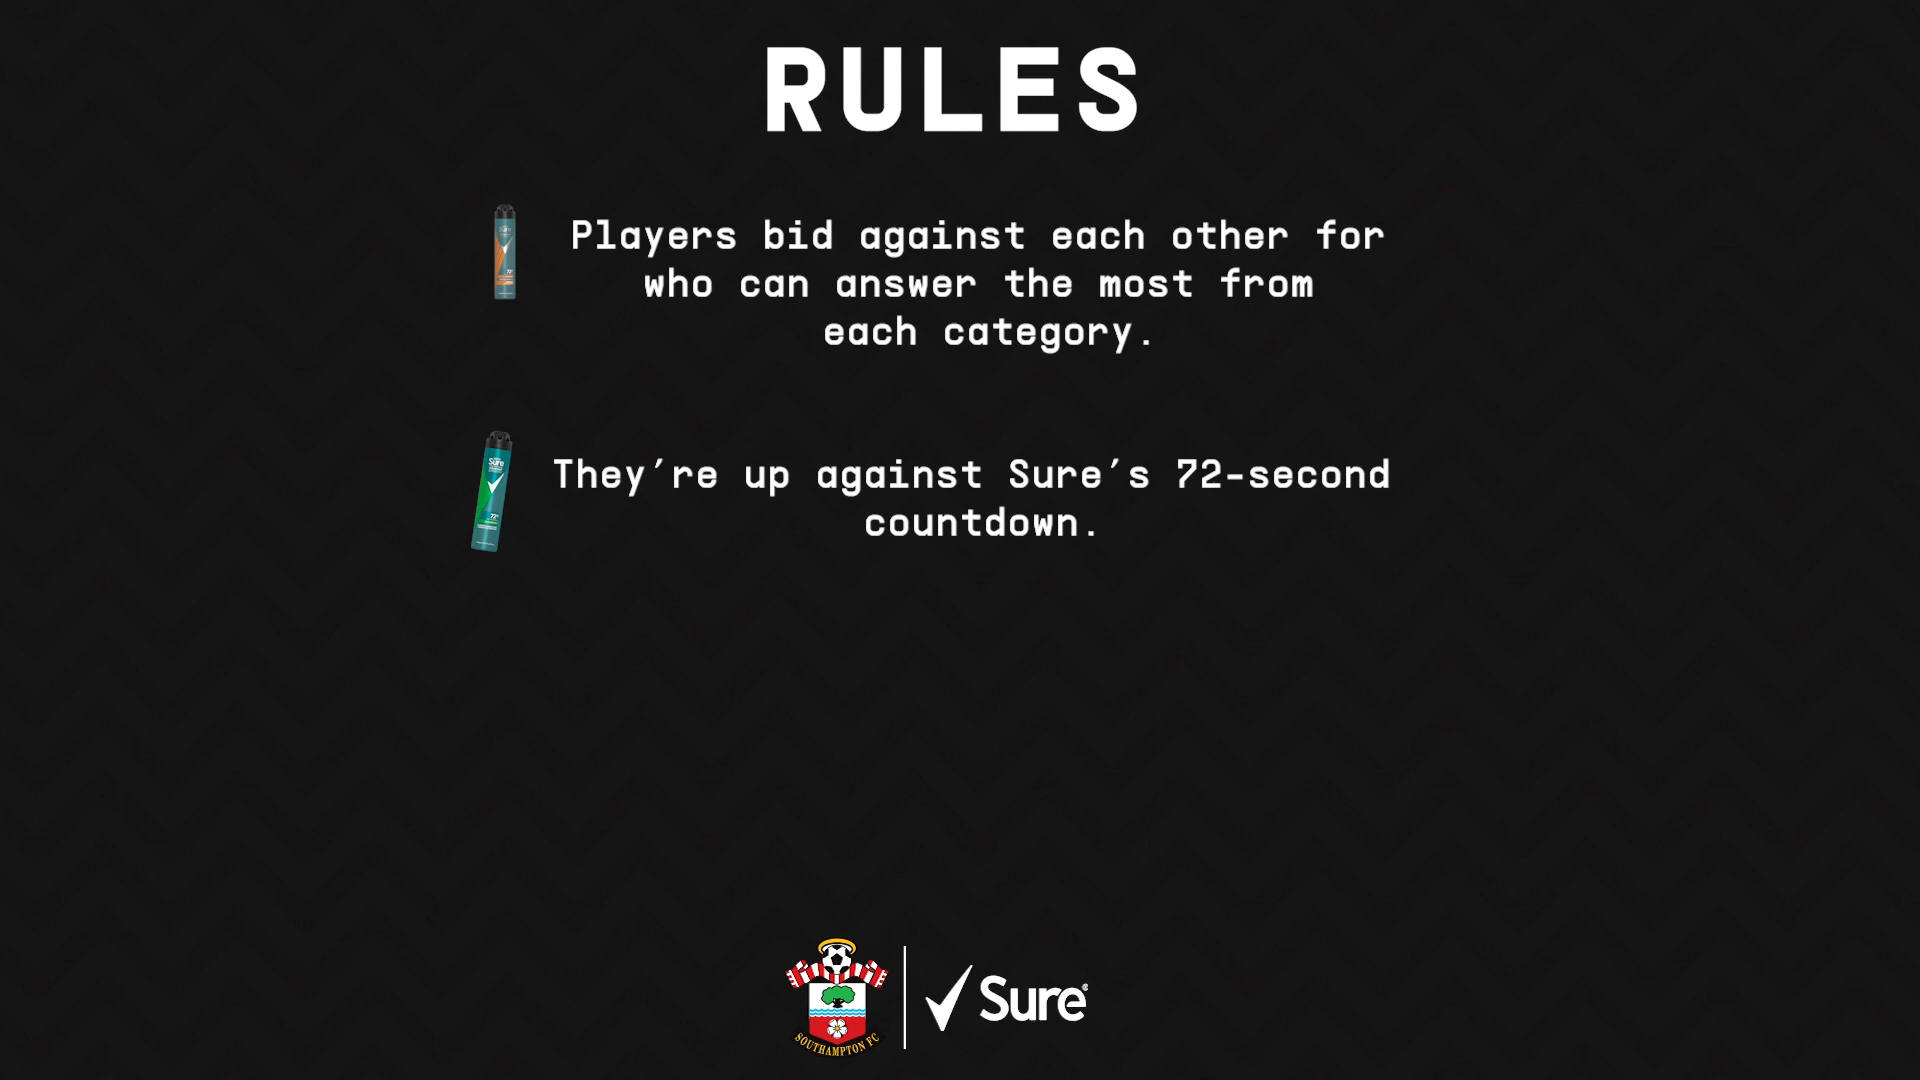 RULES
Players bid against each other for
who can answer the most from
each category.
Sure
They're up against Sure's 72-second
countdown.
SOUTHAMPTON FC
Sure